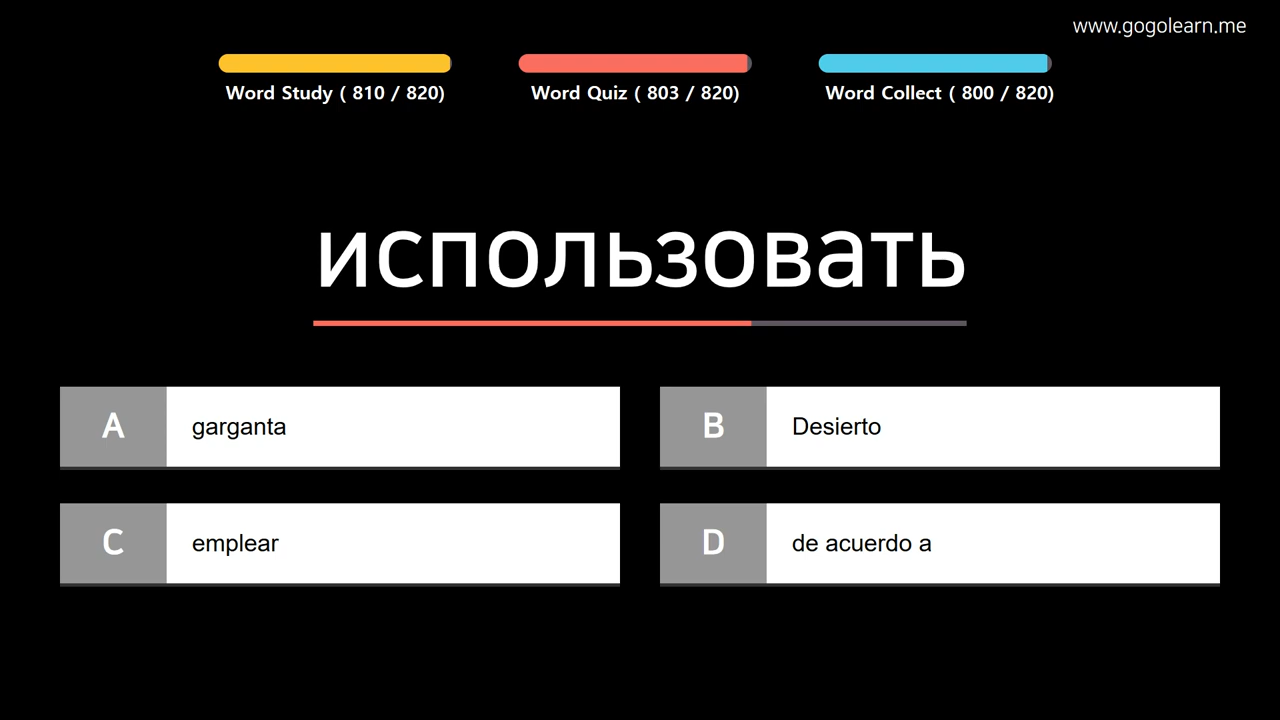 www.gogolearn.me
Word Study ( 810 / 820)
Word Quiz ( 803 / 820)
Word Collect ( 800 / 820)
использовать
A garganta
B Desierto
C emplear
D de acuerdo a